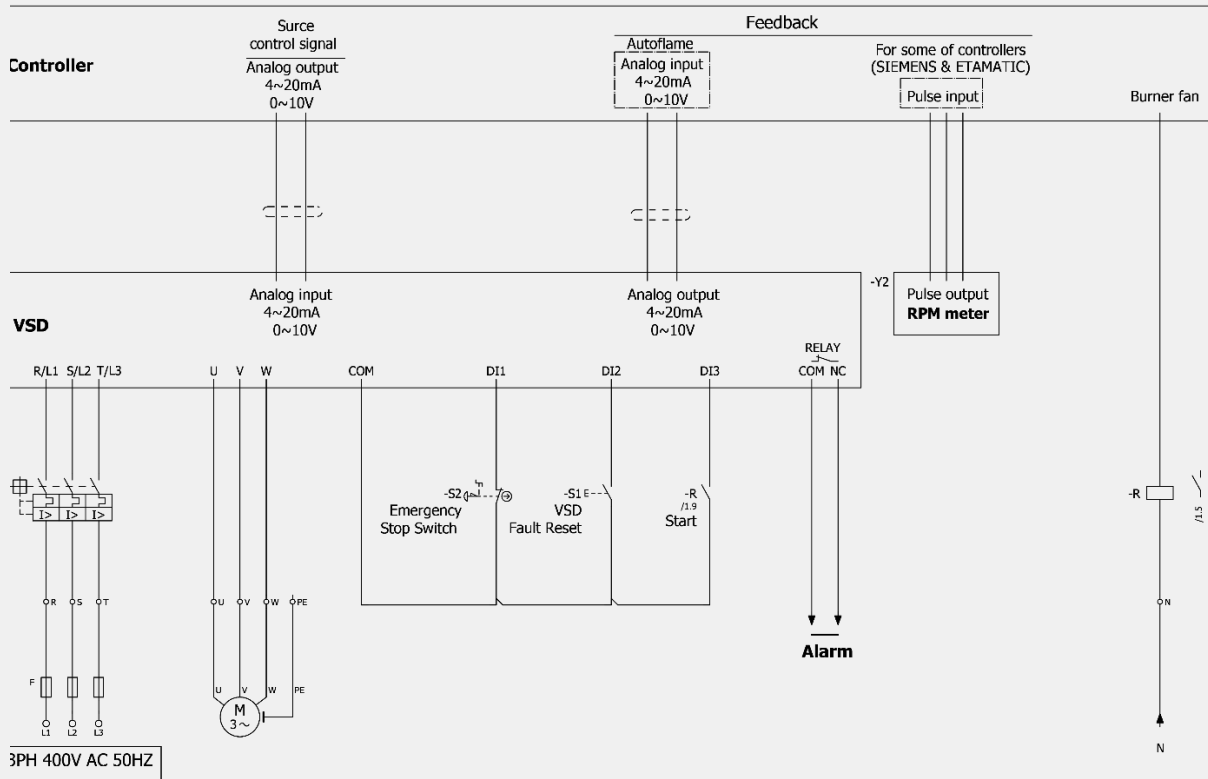 Feedback
Surce
control signal
Analog output
4~20mA
0~10V
Autoflame
Analog input
4~20mA
0~10V
For some of controllers
(SIEMENS & ETAMATIC)
Pulse input
Controller
Burner fan
Analog input
4~20mA
0~10V
Analog output
4~20mA
0~10V
-Y2
Pulse output
RPM meter
VSD
RELAY
R/L1 S/L2 T/L3 U V W COM DI1 DI2 DI3 COM NC
-S2
Emergency
Stop Switch
-S1
VSD
Fault Reset
-R
/1.9
Start
-R
/1.5
I> I> I>
R S T U V W PE N
Alarm
F
U V W PE
M
3~
L1 L2 L3
N
3PH 400V AC 50HZ